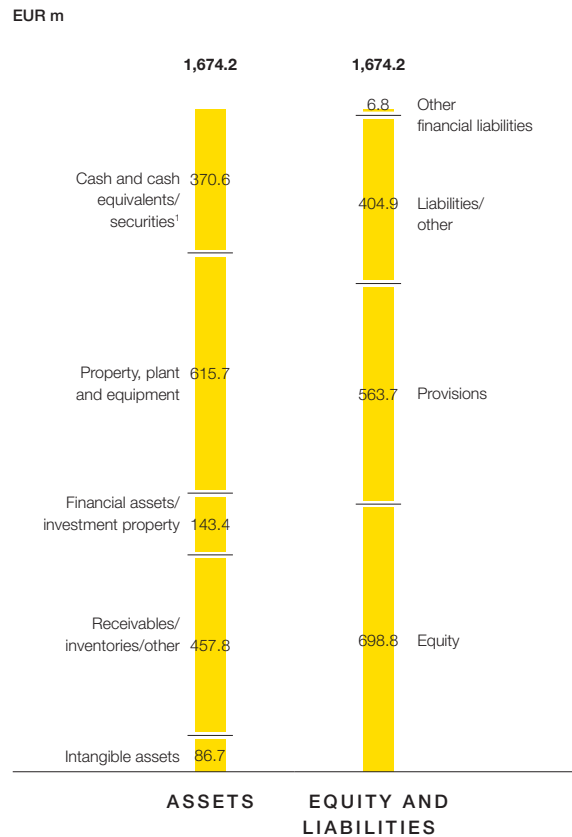 EUR m
1,674.2
1,674.2
6.8
Other
financial liabilities
Cash and cash
equivalents/
securities¹
370.6
404.9
Liabilities/
other
Property, plant
and equipment
615.7
563.7
Provisions
Financial assets/
investment property
143.4
Receivables/
inventories/other
457.8
698.8
Equity
Intangible assets
86.7
ASSETS
EQUITY AND
LIABILITIES